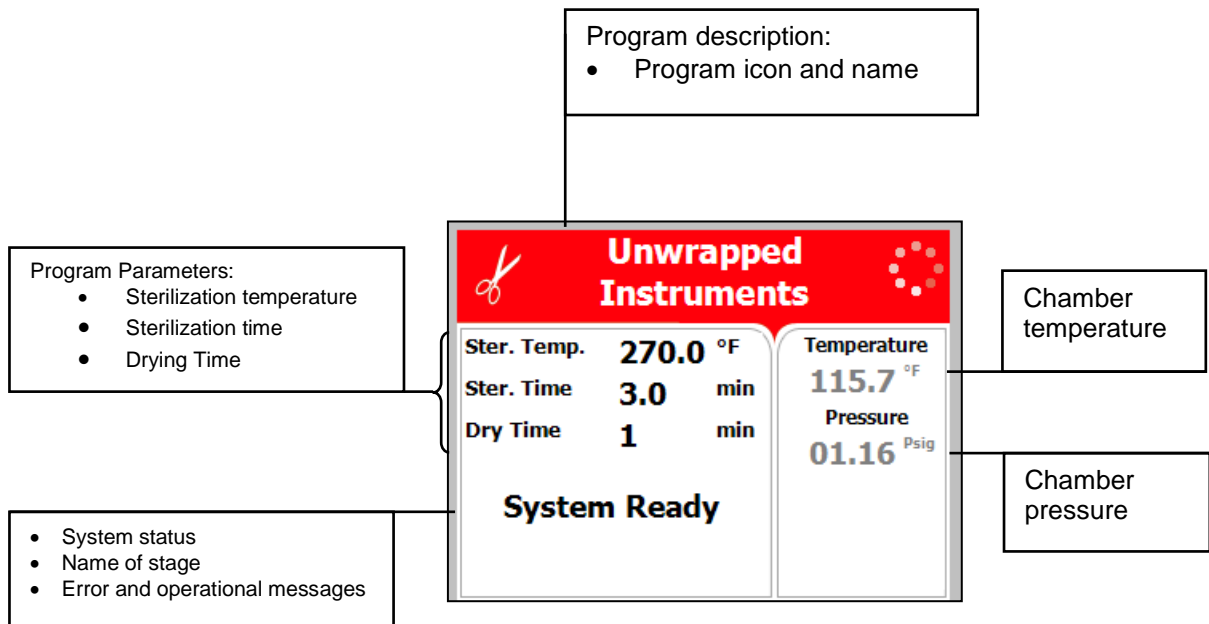 Program description:
• Program icon and name
Program Parameters:
• Sterilization temperature
• Sterilization time
• Drying Time
Unwrapped
Instruments
Ster. Temp. 270.0 °F
Ster. Time 3.0 min
Dry Time 1 min
System Ready
Temperature
115.7 °F
Pressure
01.16 Psig
Chamber
temperature
Chamber
pressure
• System status
• Name of stage
• Error and operational messages